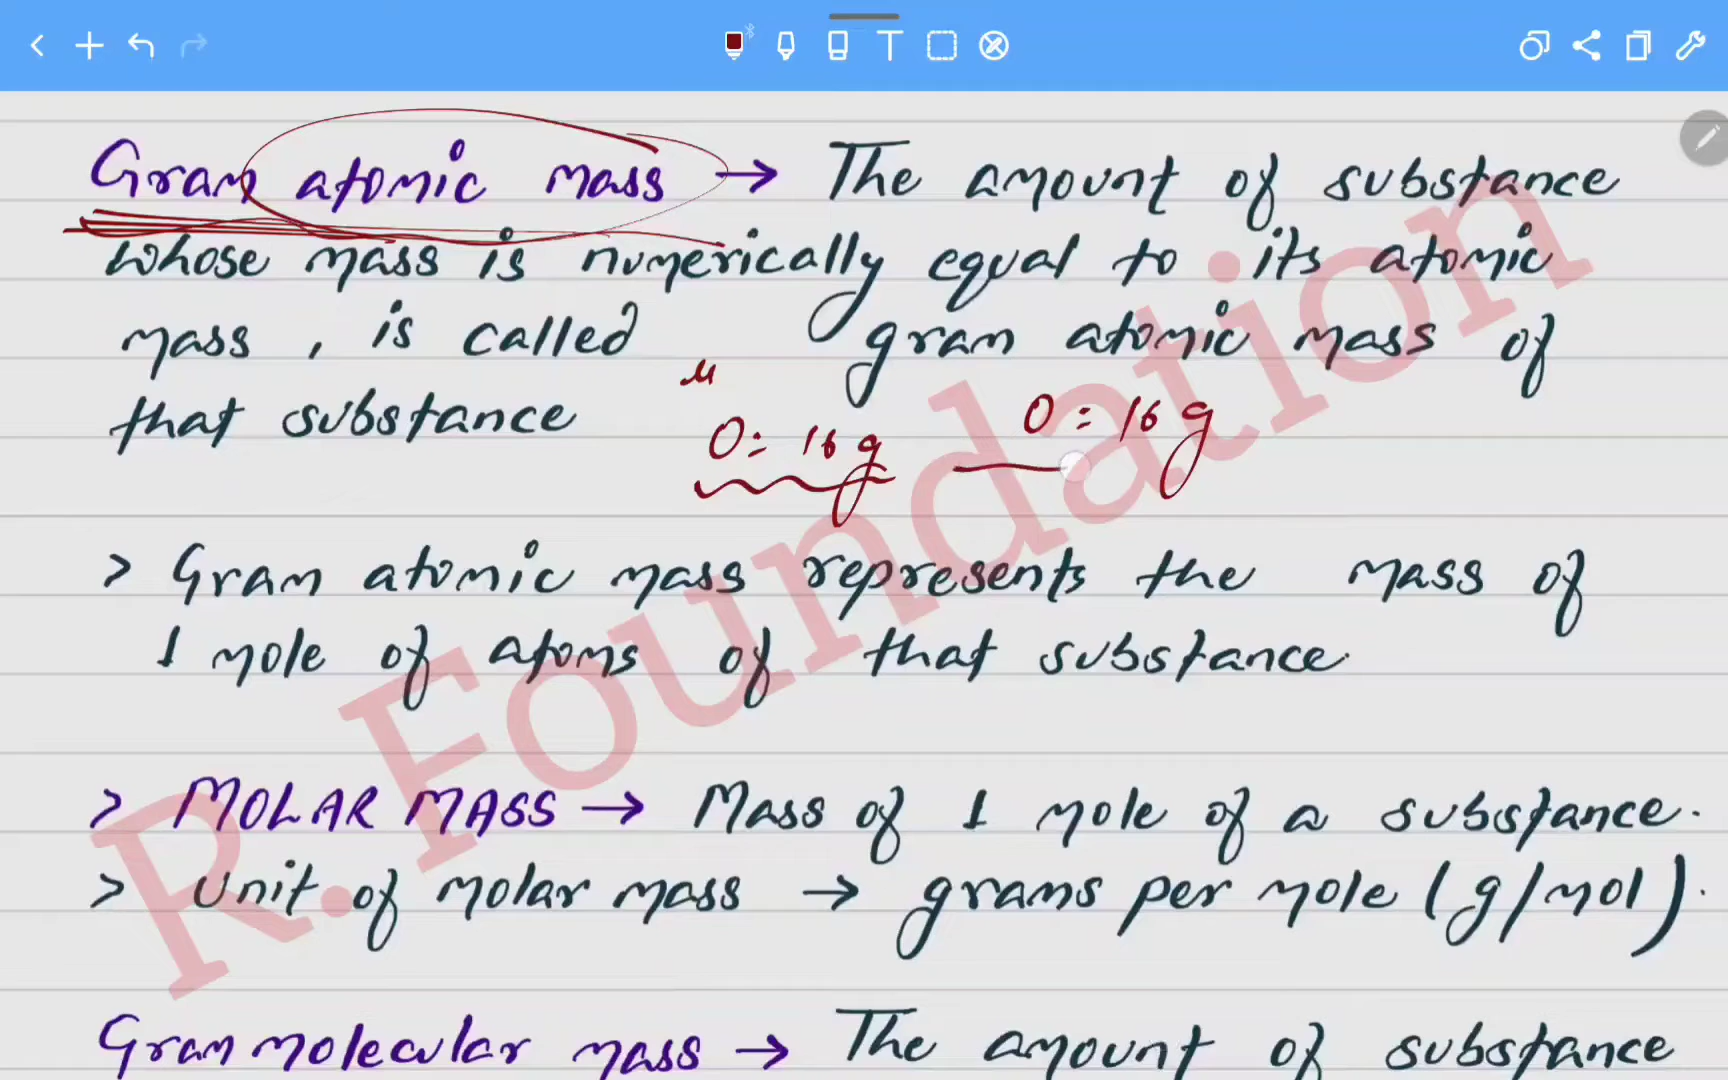 Gram atomic mass → The amount of substance
whose mass is numerically equal to its atomic
mass , is called gram atomic mass of
that substance
u
O = 16 g
O = 16 g
> Gram atomic mass represents the mass of
1 mole of atoms of that substance.
> MOLAR MASS → Mass of 1 mole of a substance.
> Unit of molar mass → grams per mole (g/mol).
Gram molecular mass → The amount of substance
R. Foundation